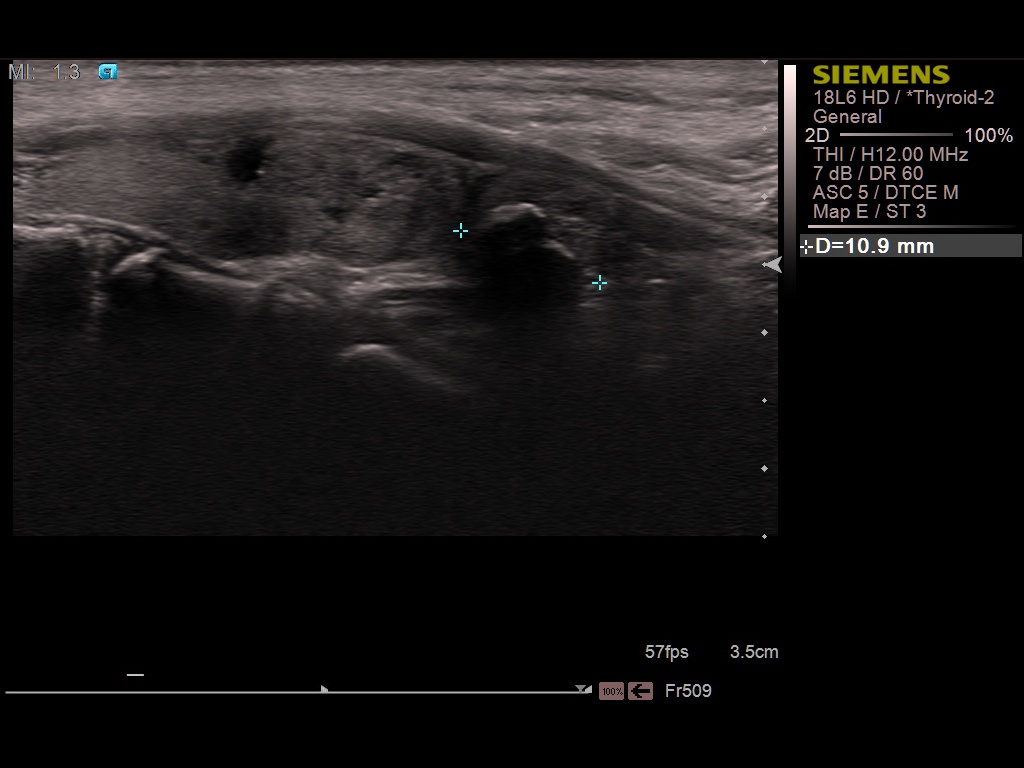 MI: 1.3
SIEMENS
18L6 HD / *Thyroid-2
General
2D 100%
THI / H12.00 MHz
7 dB / DR 60
ASC 5 / DTCE M
Map E / ST 3
D=10.9 mm
57fps 3.5cm
100% Fr509